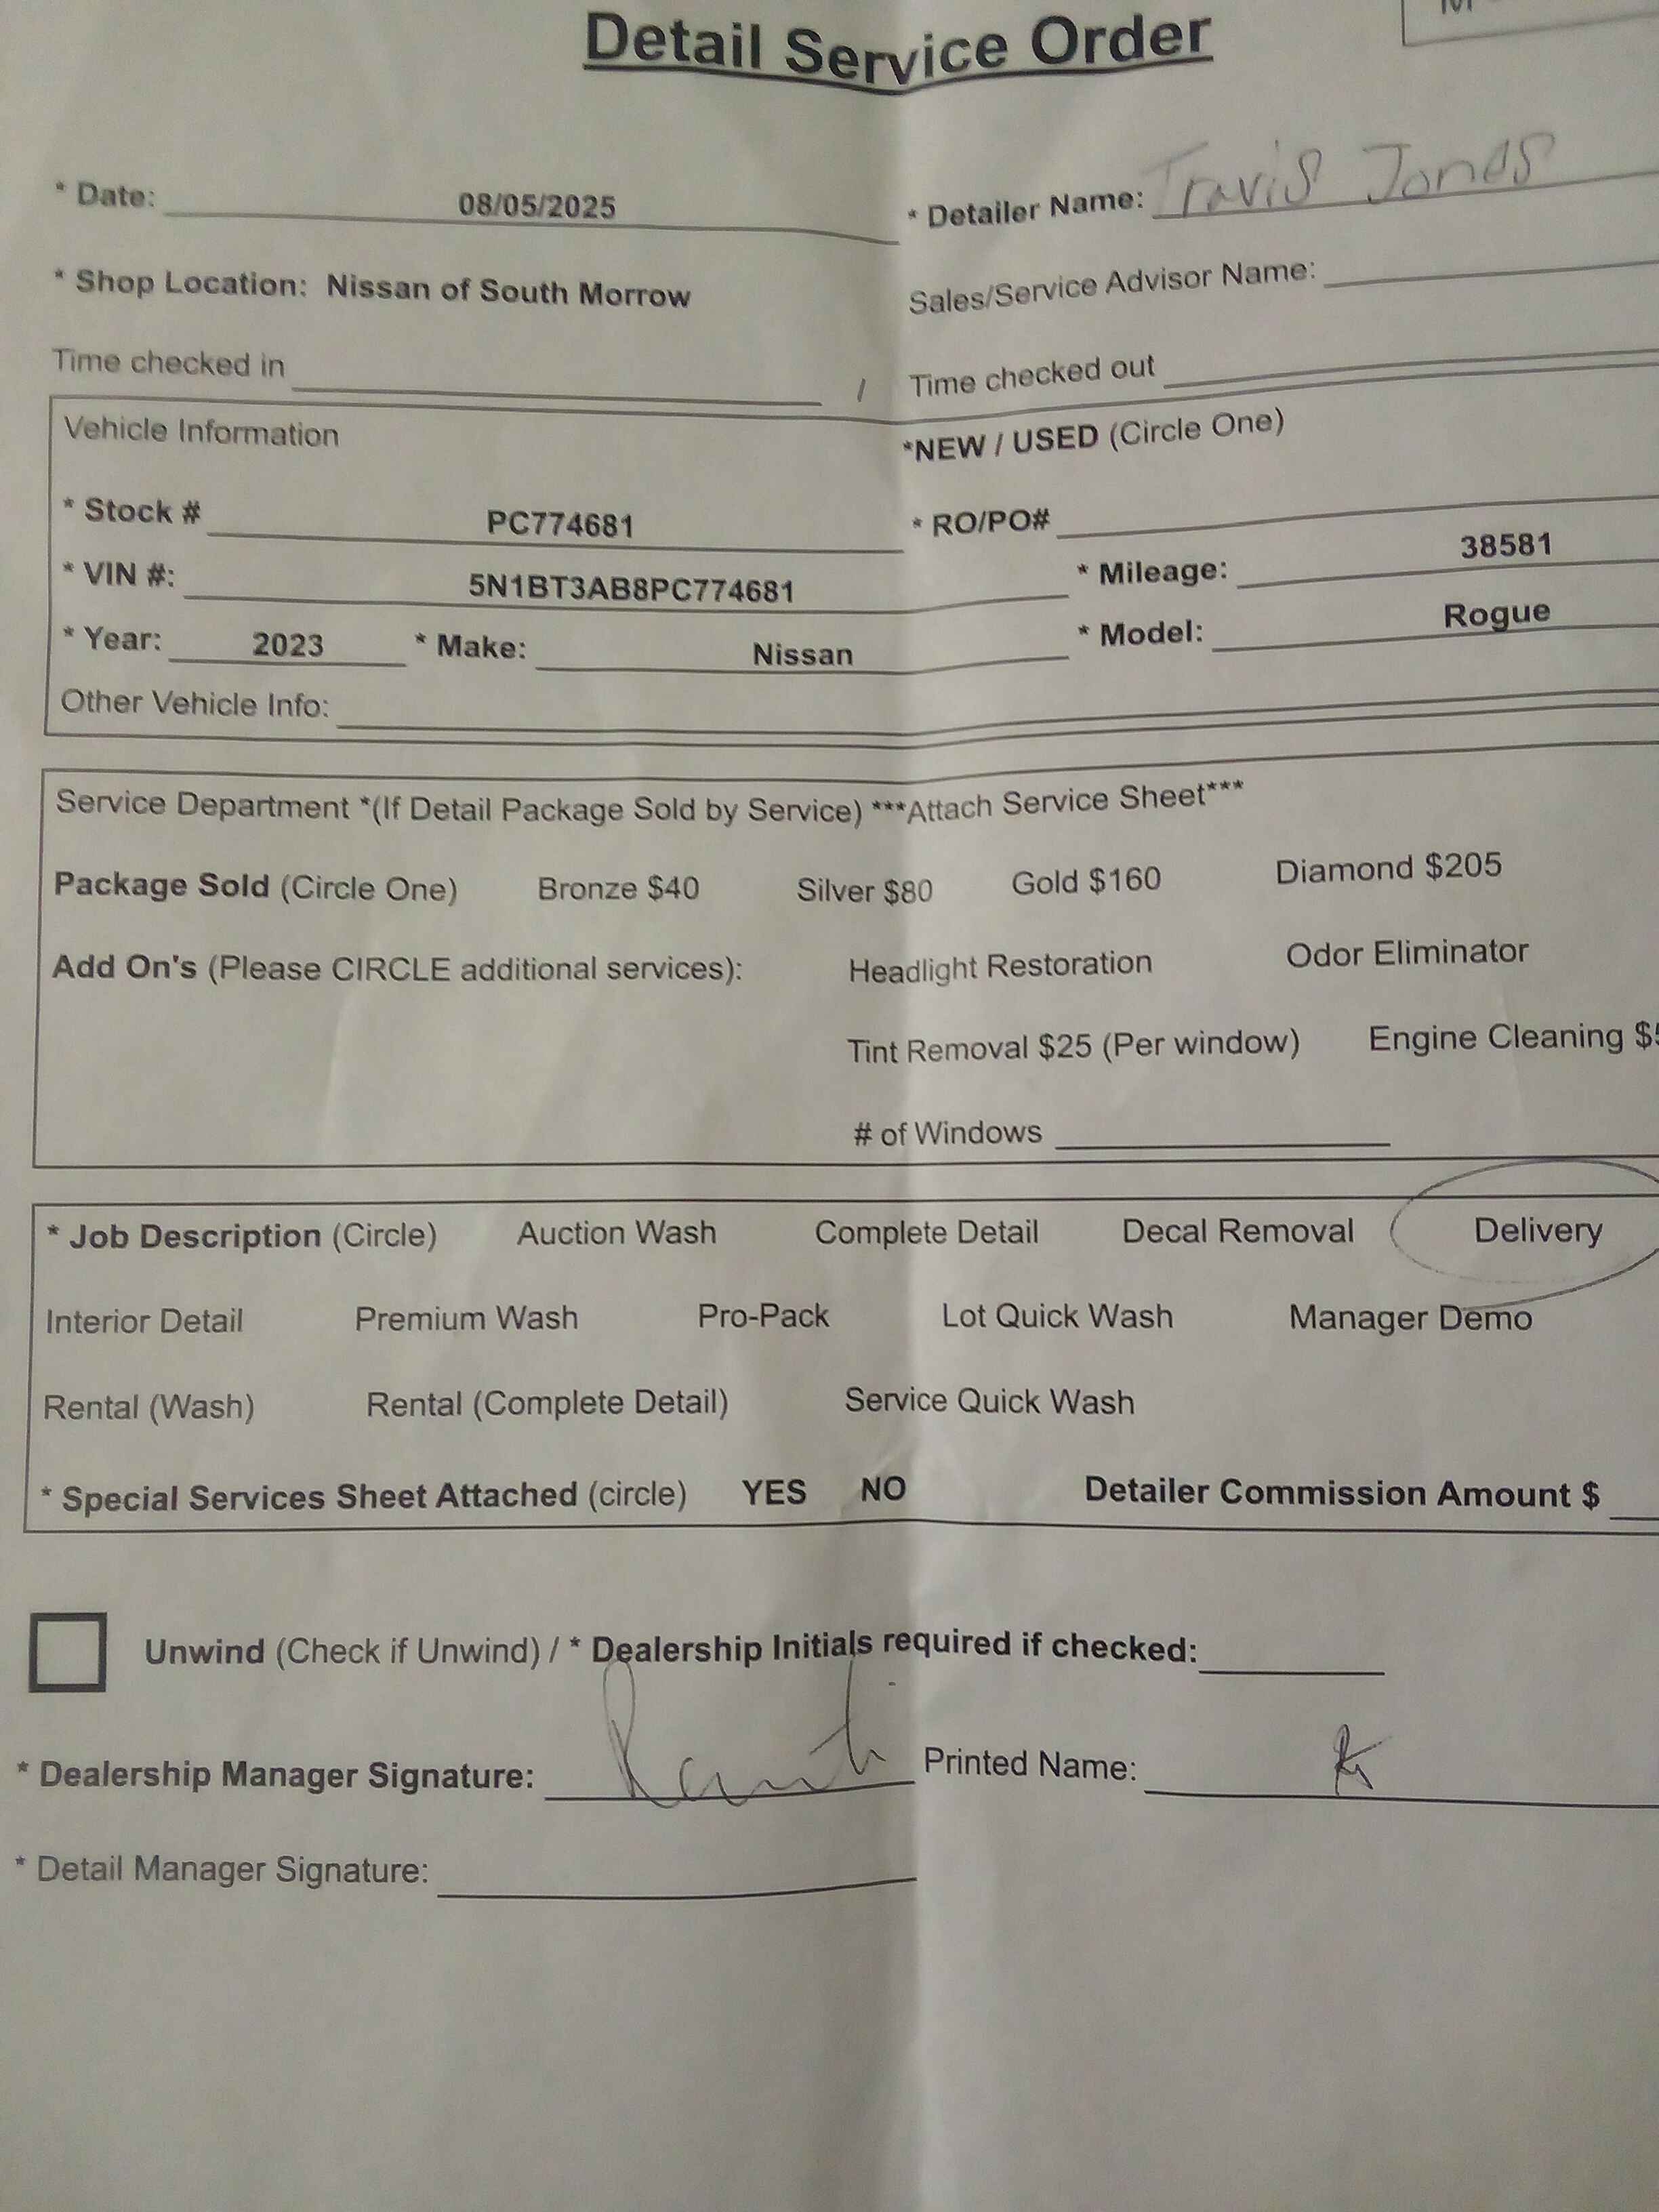 Detail Service Order
* Date: 08/05/2025 * Detailer Name: Travis Jones
* Shop Location: Nissan of South Morrow Sales/Service Advisor Name:
Time checked in / Time checked out
Vehicle Information *NEW / USED (Circle One)
* Stock # PC774681 * RO/PO#
* VIN #: 5N1BT3AB8PC774681 * Mileage: 38581
* Year: 2023 * Make: Nissan * Model: Rogue
Other Vehicle Info:
Service Department *(If Detail Package Sold by Service) ***Attach Service Sheet***
Package Sold (Circle One) Bronze $40 Silver $80 Gold $160 Diamond $205
Add On's (Please CIRCLE additional services): Headlight Restoration Odor Eliminator
Tint Removal $25 (Per window) Engine Cleaning $
# of Windows
* Job Description (Circle) Auction Wash Complete Detail Decal Removal Delivery
Interior Detail Premium Wash Pro-Pack Lot Quick Wash Manager Demo
Rental (Wash) Rental (Complete Detail) Service Quick Wash
* Special Services Sheet Attached (circle) YES NO Detailer Commission Amount $
Unwind (Check if Unwind) / * Dealership Initials required if checked:
* Dealership Manager Signature: Printed Name:
* Detail Manager Signature: